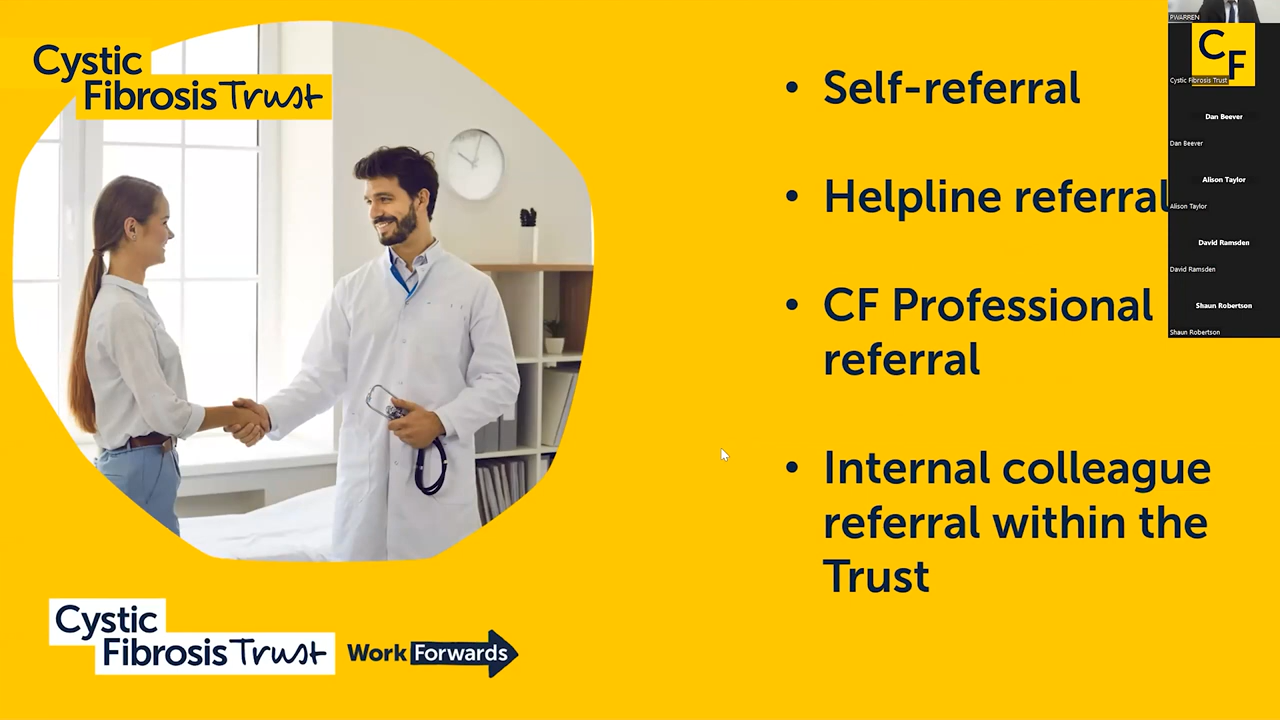 Cystic
Fibrosis Trust
• Self-referral
• Helpline referral
• CF Professional
referral
• Internal colleague
referral within the
Trust
Cystic
Fibrosis Trust
Work Forwards
PWARREN
CF
Cystic Fibrosis Trust
Dan Beever
Dan Beever
Alison Taylor
Alison Taylor
David Ramsden
David Ramsden
Shaun Robertson
Shaun Robertson